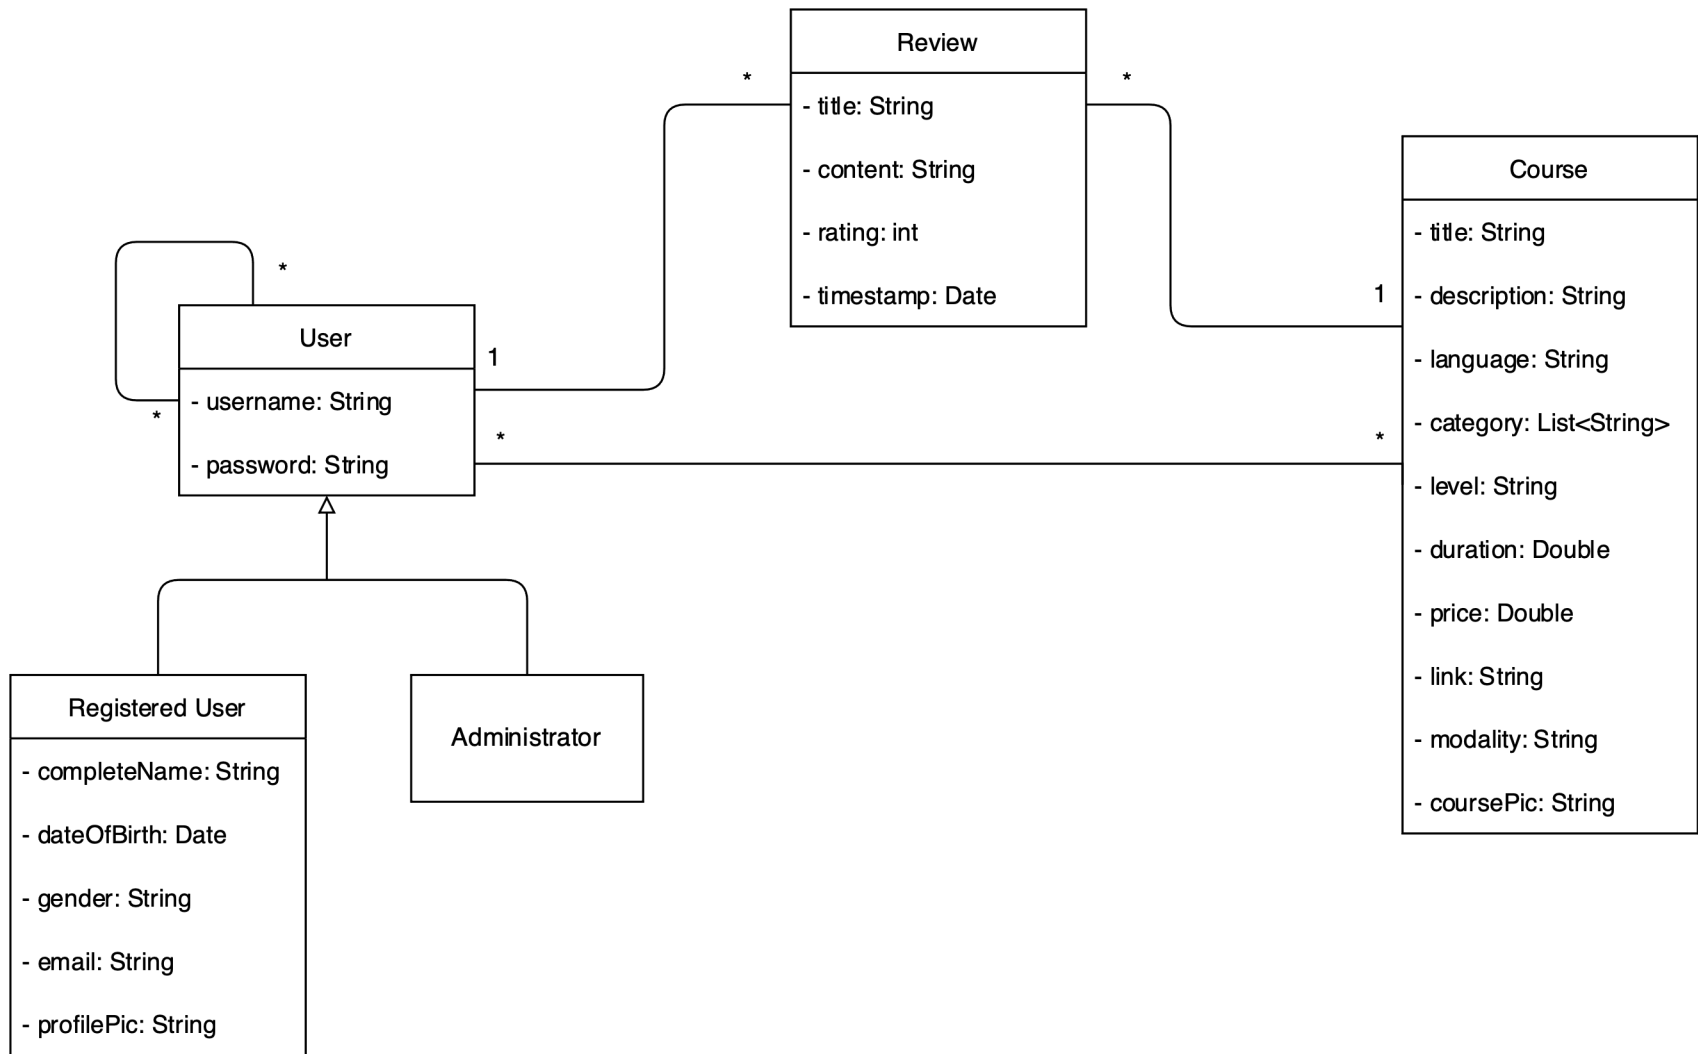 Review
*
*
- title: String
- content: String
- rating: int
- timestamp: Date
Course
- title: String
- description: String
- language: String
- category: List<String>
- level: String
- duration: Double
- price: Double
- link: String
- modality: String
- coursePic: String
1
*
*
*
User
1
- username: String
- password: String
*
*
Registered User
- completeName: String
- dateOfBirth: Date
- gender: String
- email: String
- profilePic: String
Administrator